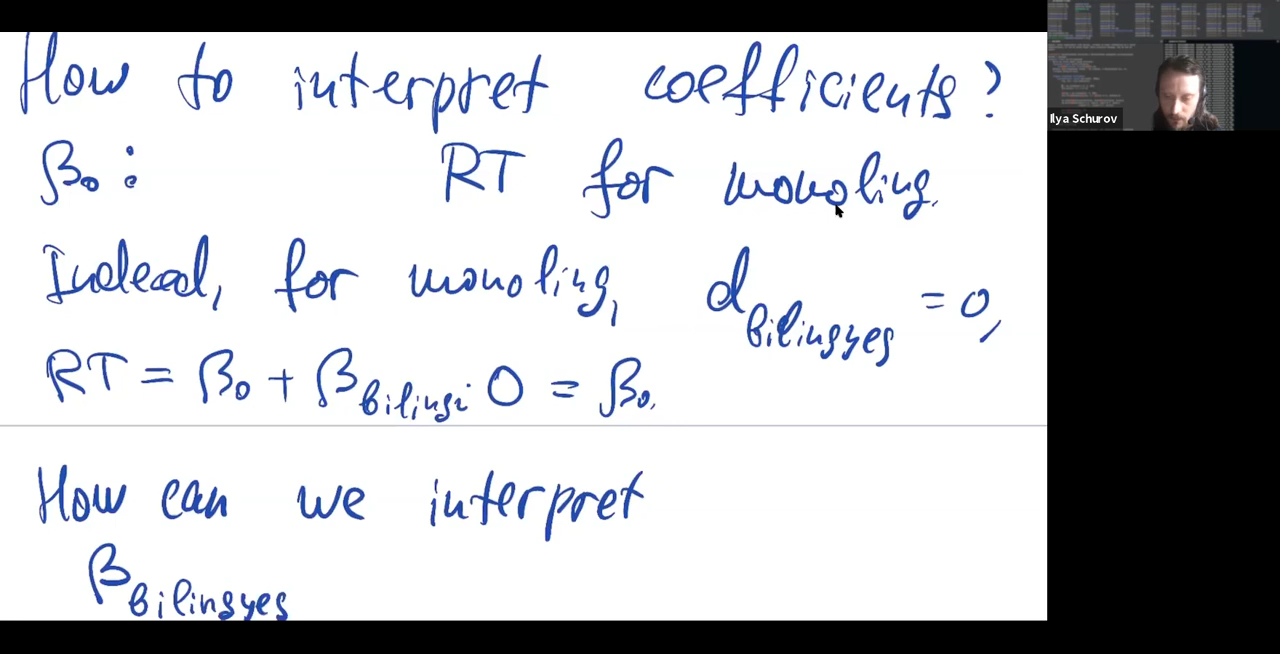 How to interpret coefficients?
β₀: RT for monoling.
Indeed, for monoling, d_bilingyes = 0,
RT = β₀ + β_bilingi 0 = β₀.
How can we interpret
β_bilingyes
Ilya Schurov